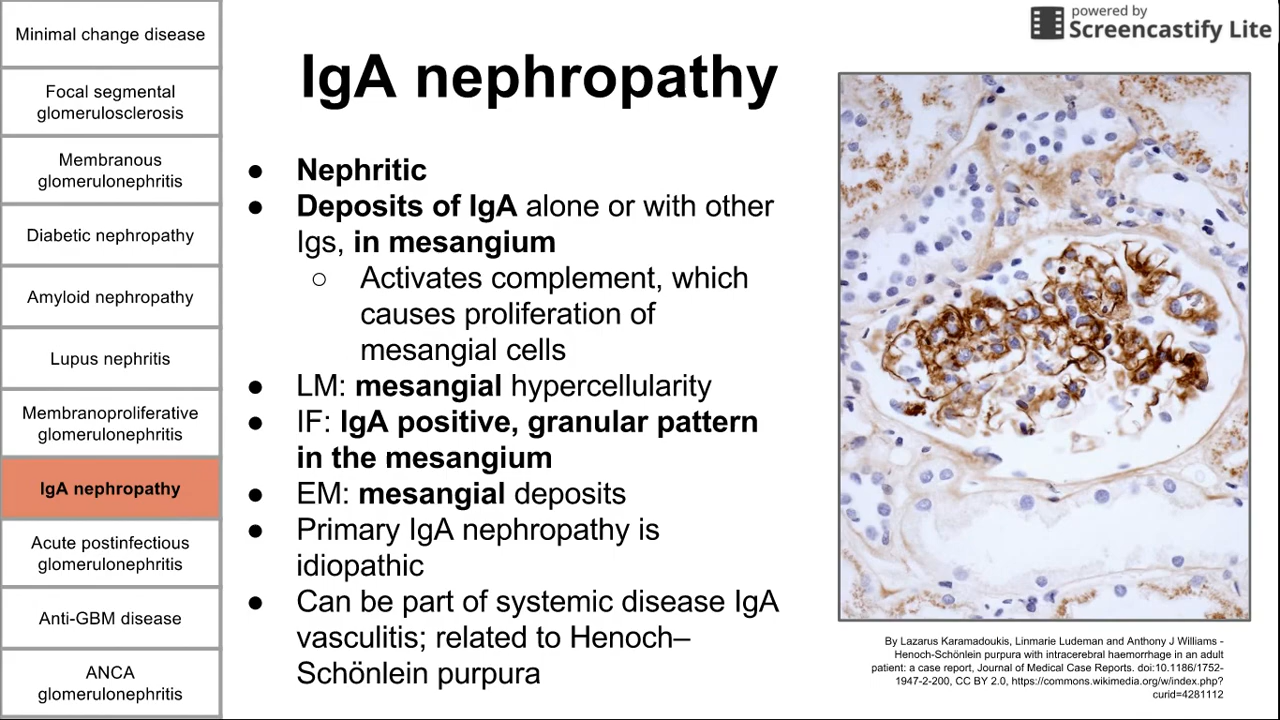 Minimal change disease
Focal segmental
glomerulosclerosis
Membranous
glomerulonephritis
Diabetic nephropathy
Amyloid nephropathy
Lupus nephritis
Membranoproliferative
glomerulonephritis
IgA nephropathy
Acute postinfectious
glomerulonephritis
Anti-GBM disease
ANCA
glomerulonephritis
powered by
Screencastify Lite
IgA nephropathy
● Nephritic
● Deposits of IgA alone or with other
Igs, in mesangium
○ Activates complement, which
causes proliferation of
mesangial cells
● LM: mesangial hypercellularity
● IF: IgA positive, granular pattern
in the mesangium
● EM: mesangial deposits
● Primary IgA nephropathy is
idiopathic
● Can be part of systemic disease IgA
vasculitis; related to Henoch–
Schönlein purpura
By Lazarus Karamadoukis, Linmarie Ludeman and Anthony J Williams -
Henoch-Schönlein purpura with intracerebral haemorrhage in an adult
patient: a case report, Journal of Medical Case Reports. doi:10.1186/1752-
1947-2-200, CC BY 2.0, https://commons.wikimedia.org/w/index.php?
curid=4281112